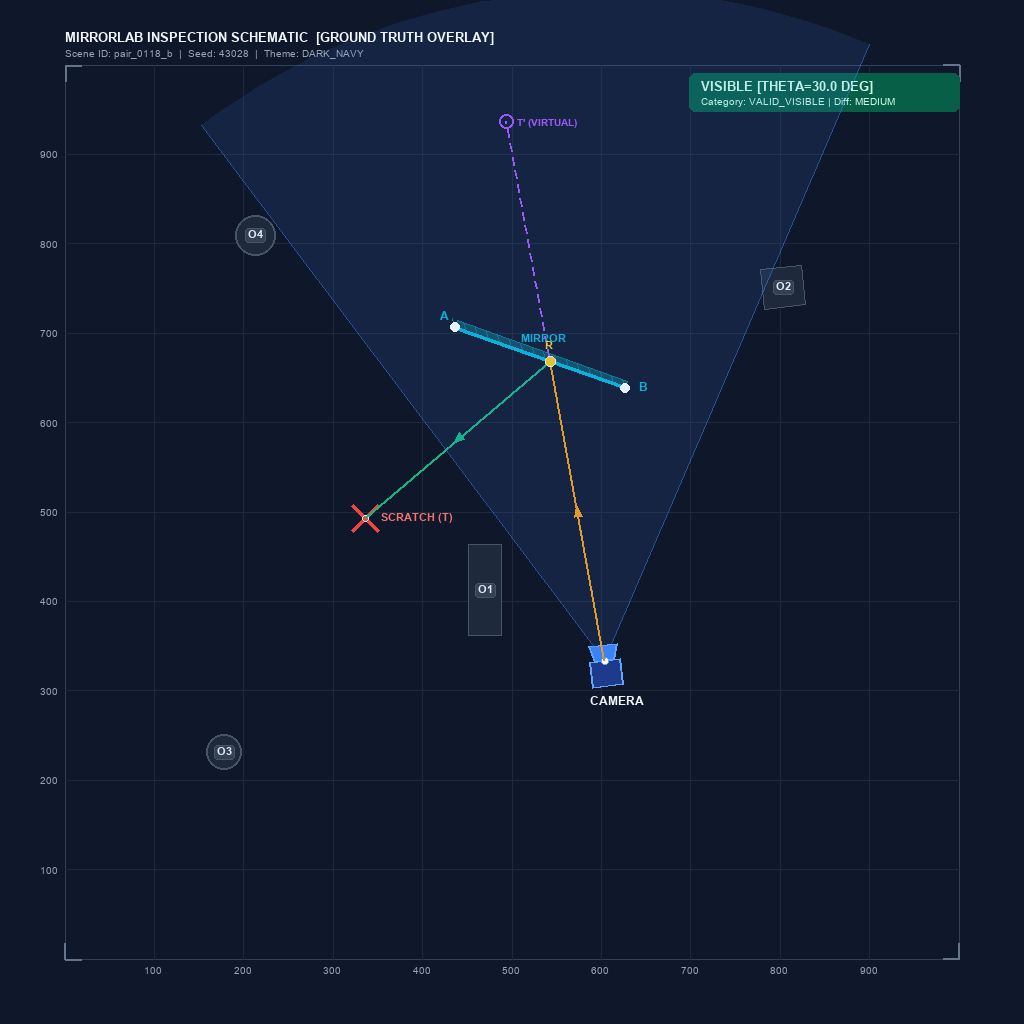 MIRRORLAB INSPECTION SCHEMATIC [GROUND TRUTH OVERLAY]
Scene ID: pair_0118_b | Seed: 43028 | Theme: DARK_NAVY
VISIBLE [THETA=30.0 DEG]
Category: VALID_VISIBLE | Diff: MEDIUM
T' (VIRTUAL)
900
O4
800
O2
A
700
MIRROR
R
B
600
500
SCRATCH (T)
O1
400
300
CAMERA
O3
200
100
100 200 300 400 500 600 700 800 900